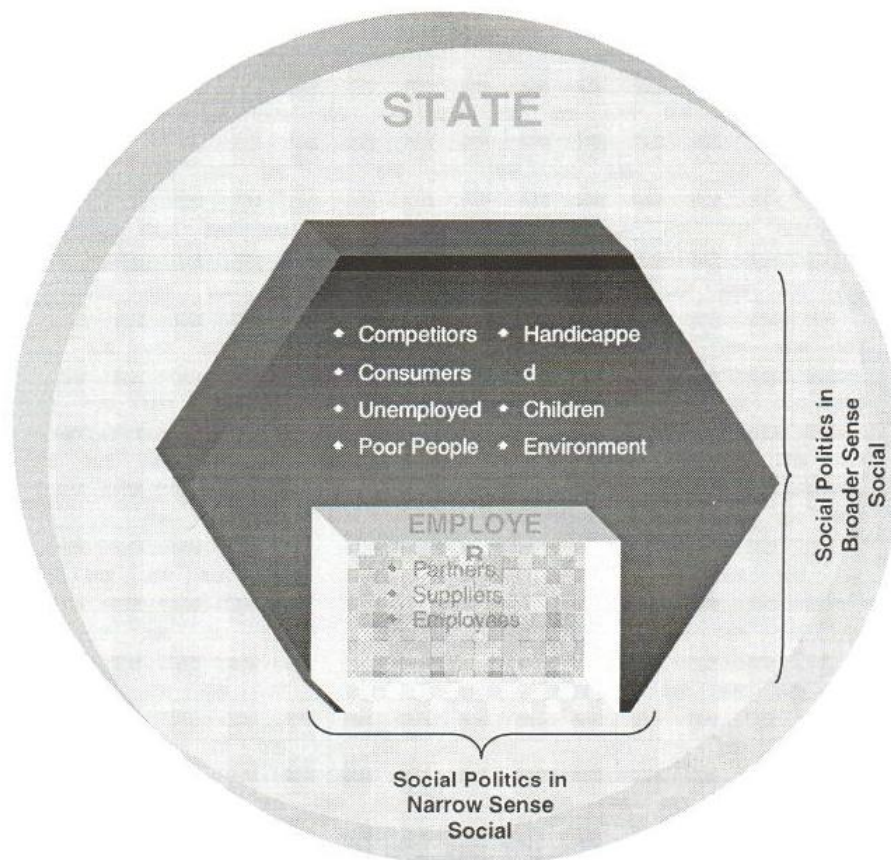 STATE
◆ Competitors
◆ Consumers
◆ Unemployed
◆ Poor People
◆ Handicappe
d
◆ Children
◆ Environment
EMPLOYE
R
◆ Partners
◆ Suppliers
◆ Employees
Social Politics in
Broader Sense
Social
Social Politics in
Narrow Sense
Social